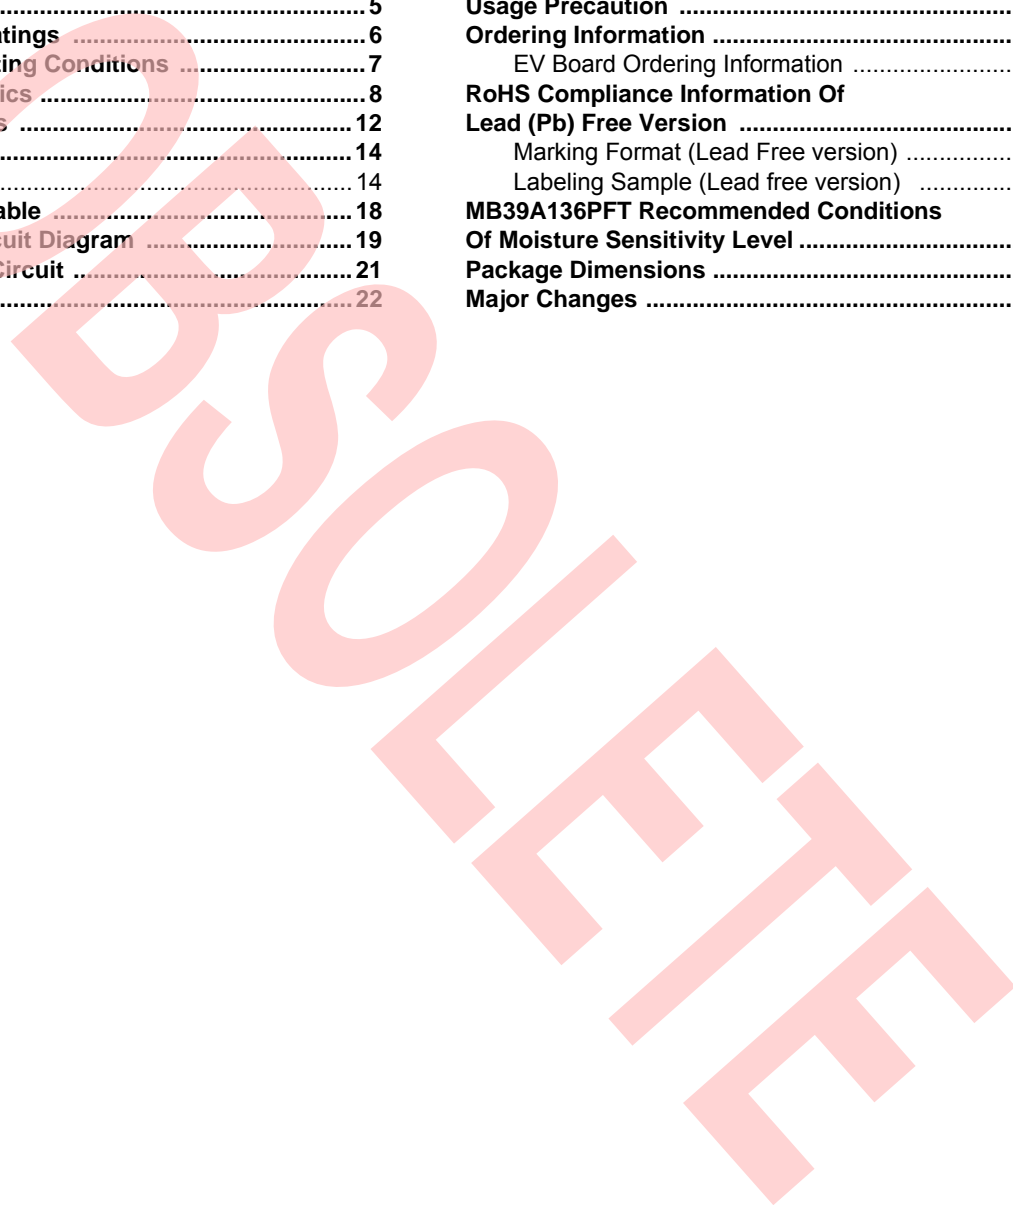 5
atings 6
ting Conditions 7
ics 8
s 12
14
14
able 18
cuit Diagram 19
Circuit 21
22
Usage Precaution
Ordering Information
EV Board Ordering Information
RoHS Compliance Information Of
Lead (Pb) Free Version
Marking Format (Lead Free version)
Labeling Sample (Lead free version)
MB39A136PFT Recommended Conditions
Of Moisture Sensitivity Level
Package Dimensions
Major Changes
OBSOLETE